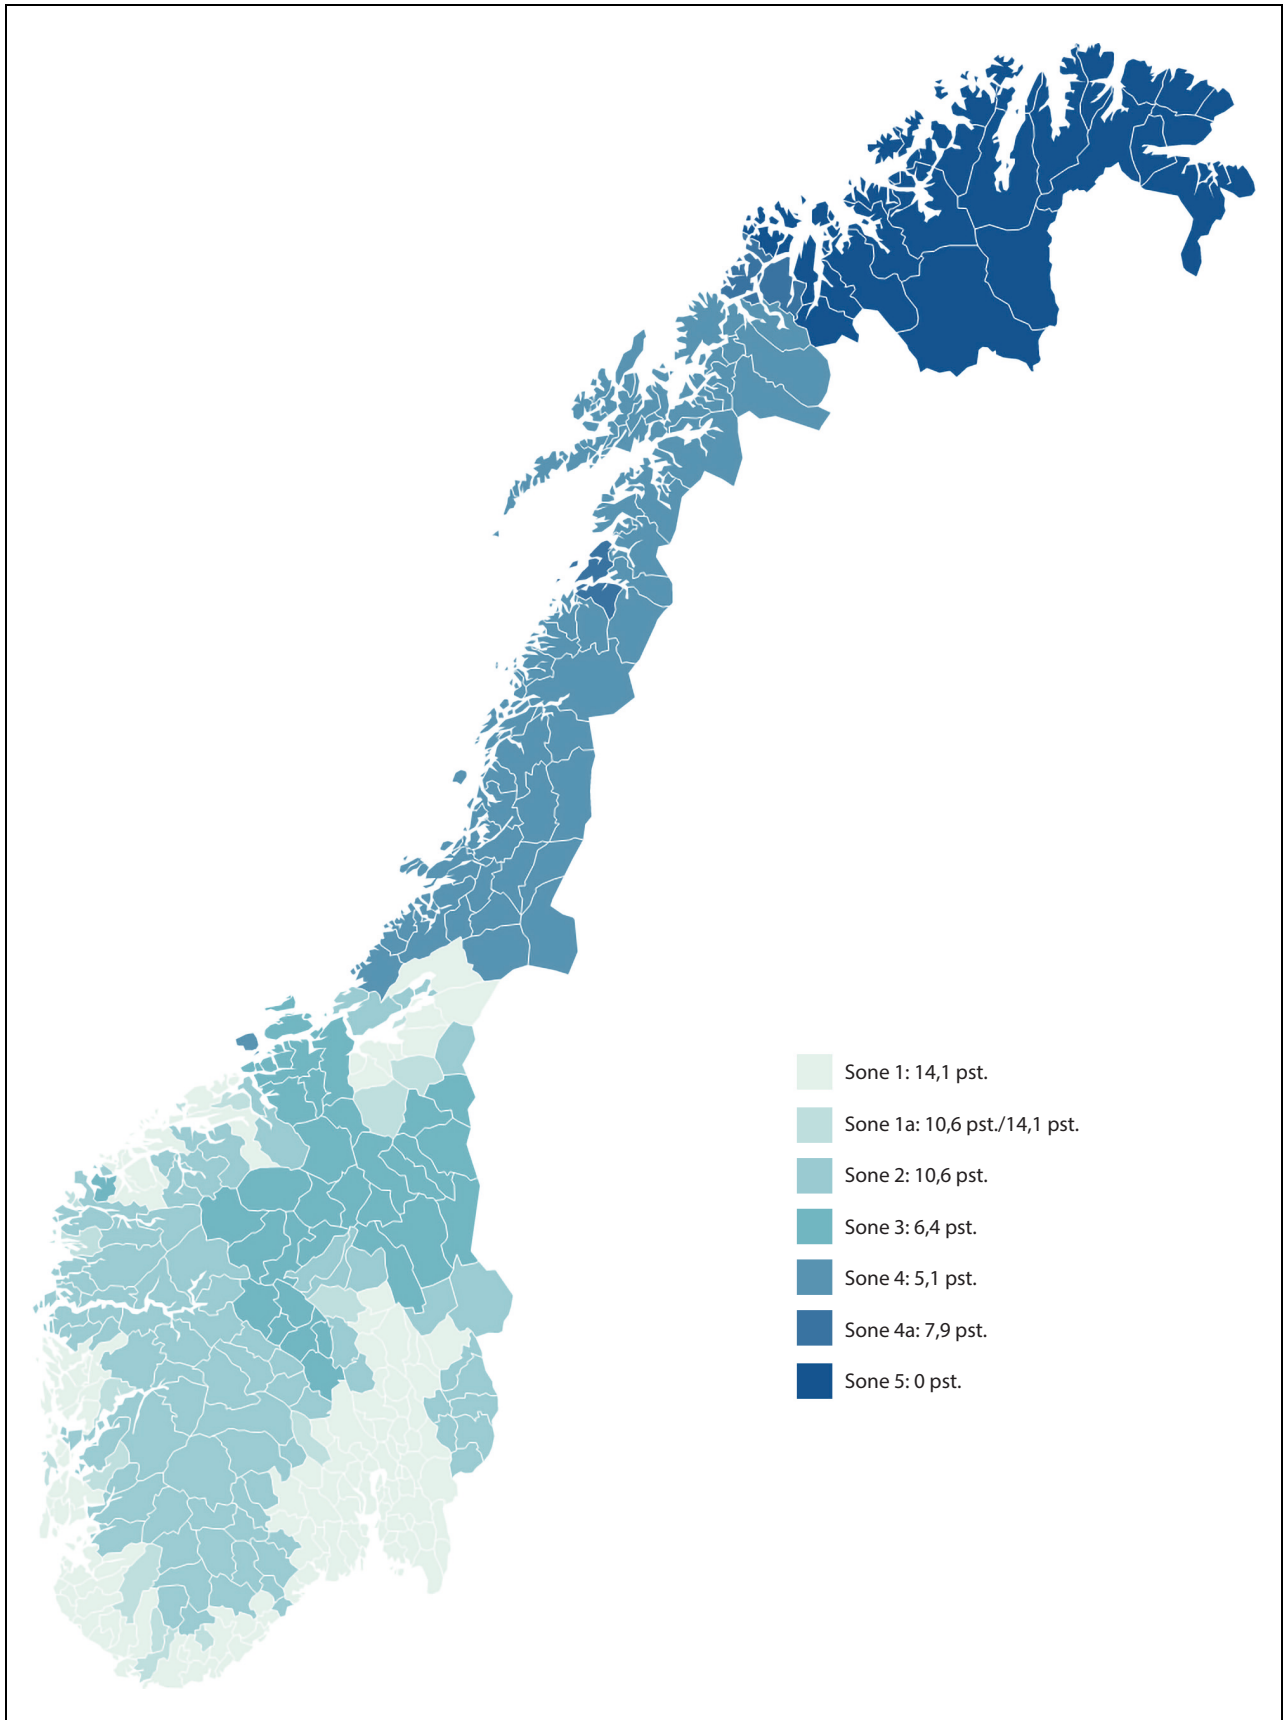 Sone 1: 14,1 pst.
Sone 1a: 10,6 pst./14,1 pst.
Sone 2: 10,6 pst.
Sone 3: 6,4 pst.
Sone 4: 5,1 pst.
Sone 4a: 7,9 pst.
Sone 5: 0 pst.